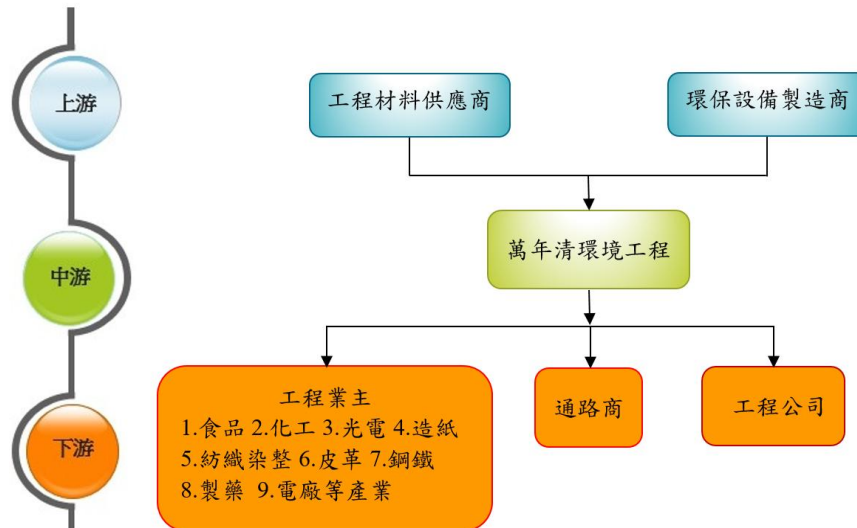 上游
工程材料供應商
環保設備製造商
中游
萬年清環境工程
下游
工程業主
1.食品 2.化工 3.光電 4.造紙
5.紡織染整 6.皮革 7.鋼鐵
8.製藥 9.電廠等產業
通路商
工程公司